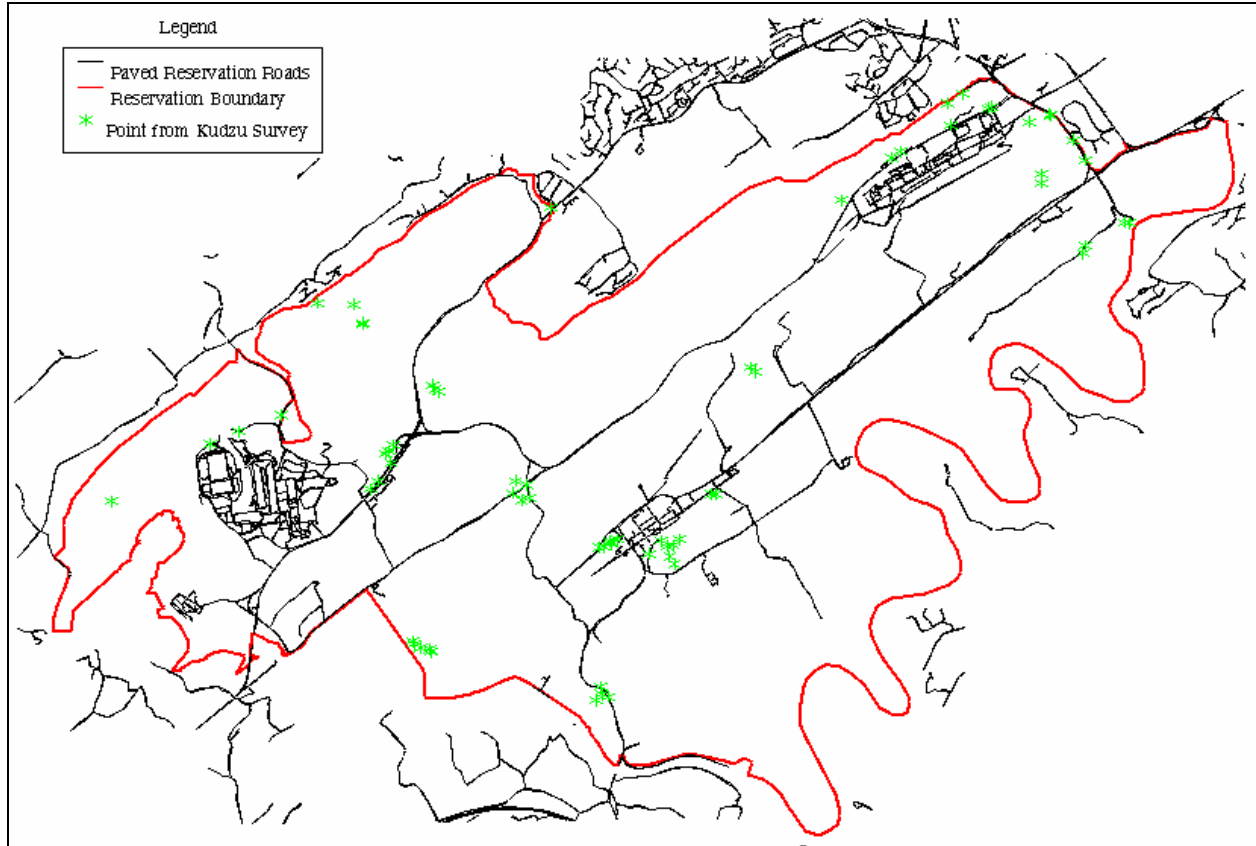 Legend
Paved Reservation Roads
Reservation Boundary
Point from Kudzu Survey